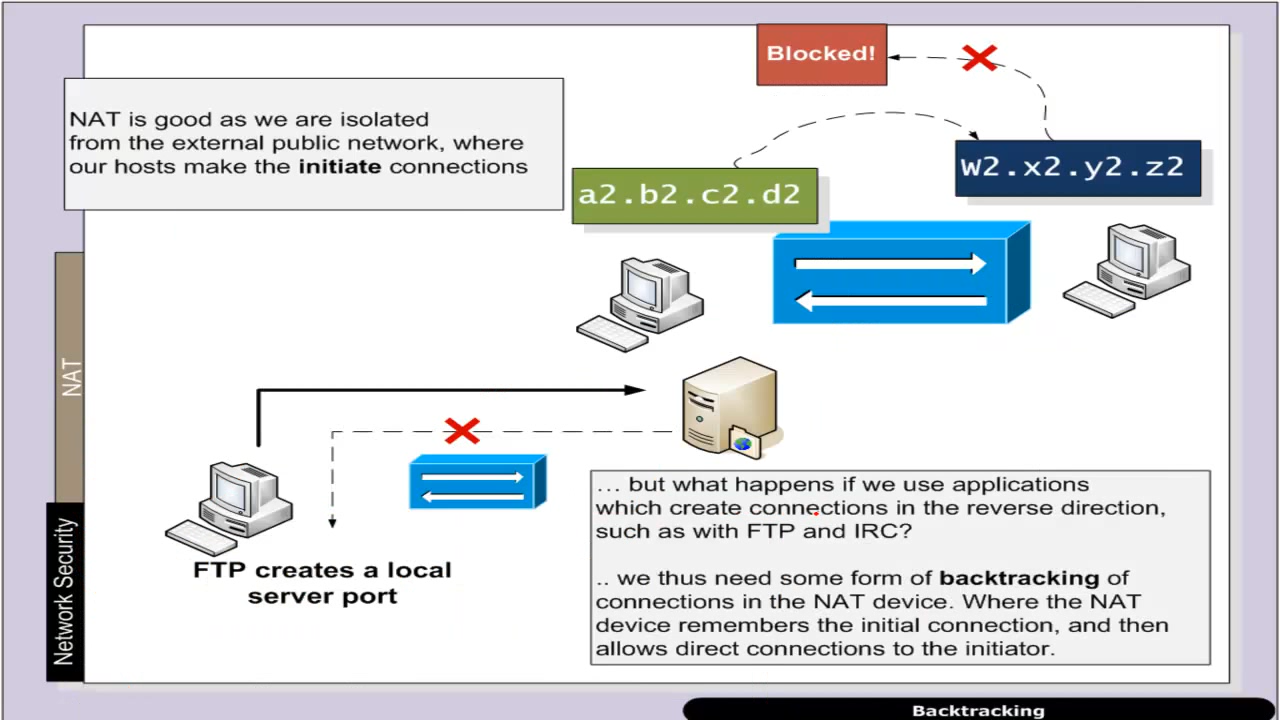 Blocked!
NAT is good as we are isolated
from the external public network, where
our hosts make the initiate connections
w2.x2.y2.z2
a2.b2.c2.d2
NAT
Network Security
FTP creates a local
server port
... but what happens if we use applications
which create connections in the reverse direction,
such as with FTP and IRC?
.. we thus need some form of backtracking of
connections in the NAT device. Where the NAT
device remembers the initial connection, and then
allows direct connections to the initiator.
Backtracking